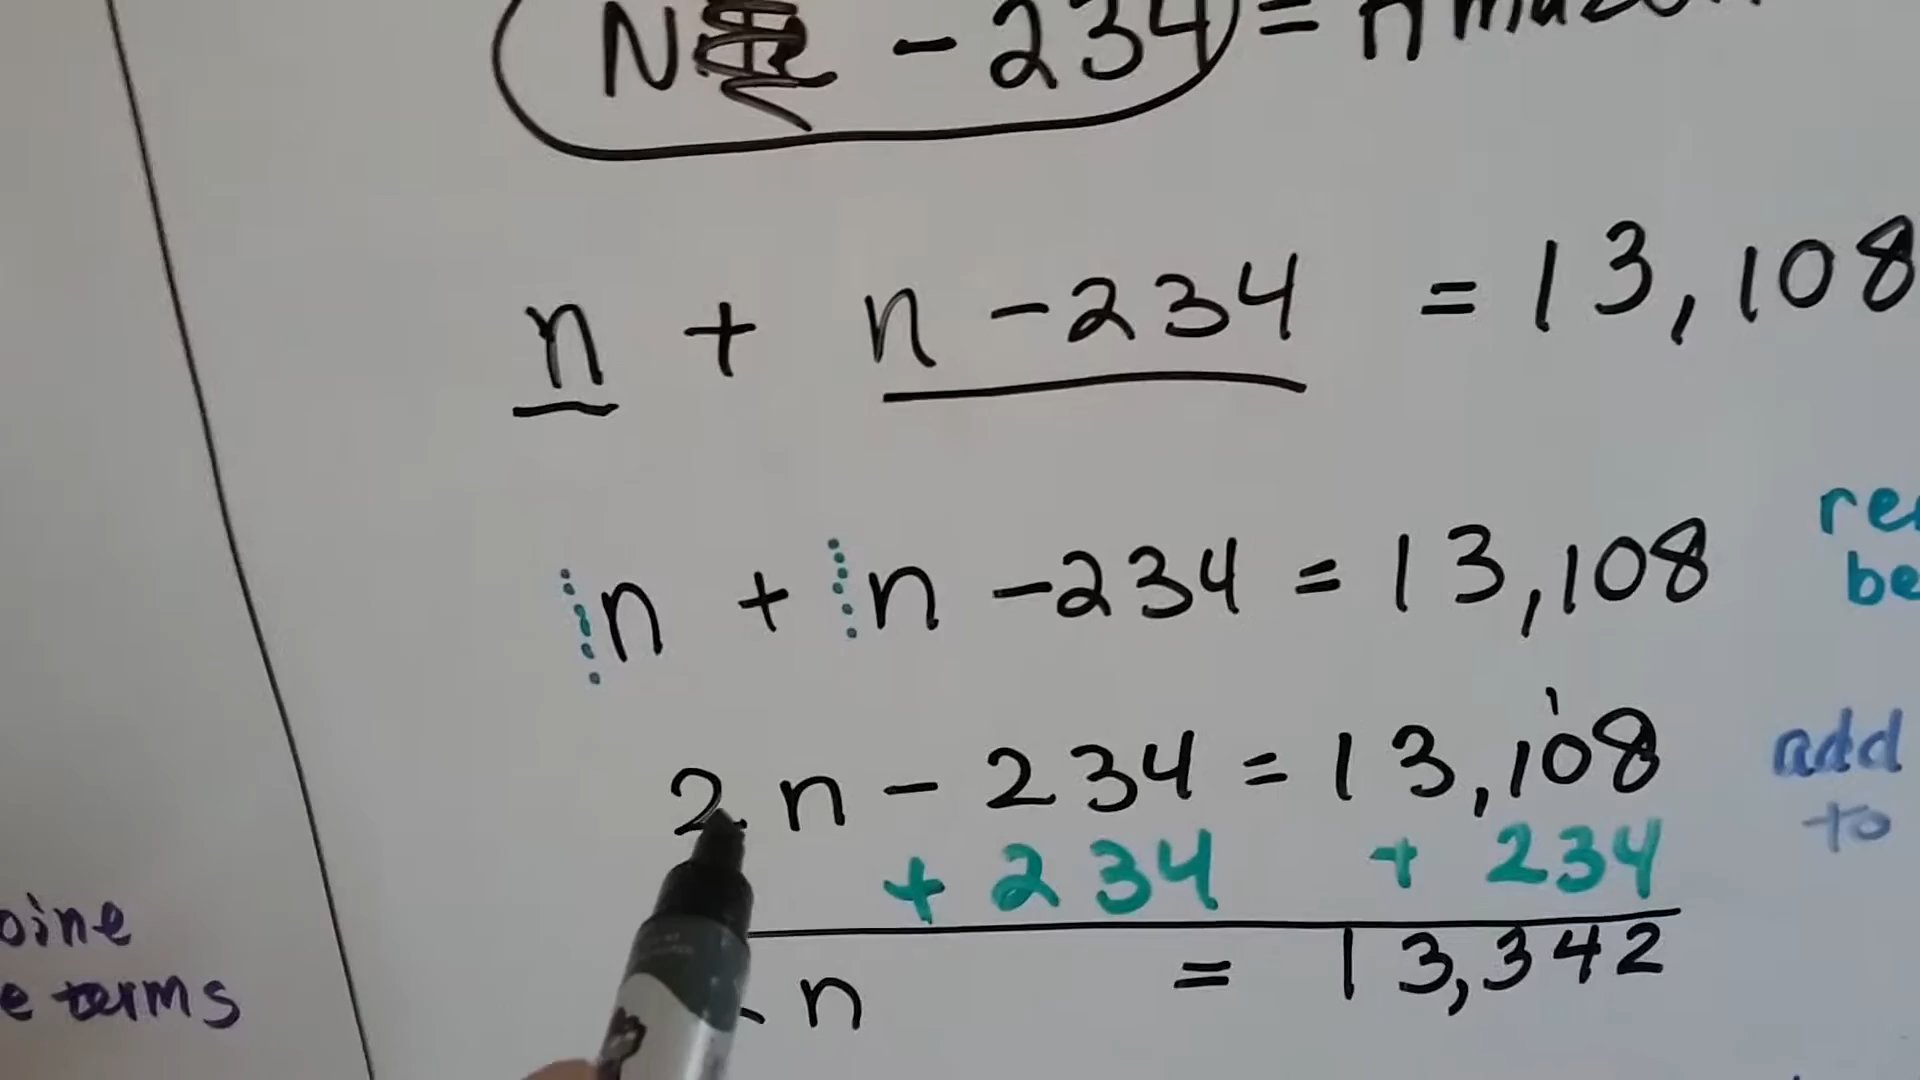 N - 234 =
n + n - 234 = 13,108
n + n - 234 = 13,108
2n - 234 = 13,108
+ 234 + 234
n = 13,342
add
to
terms